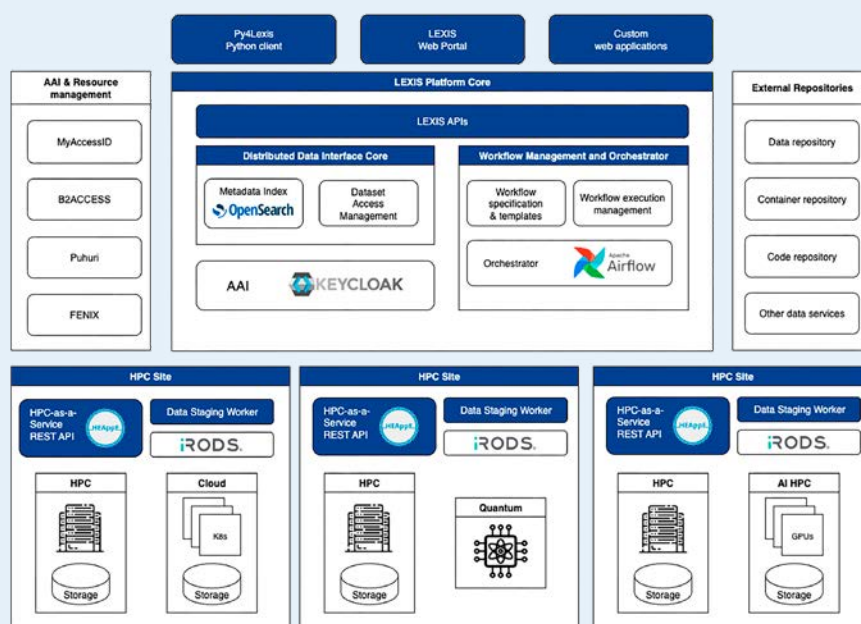 Py4Lexis
Python client
LEXIS
Web Portal
Custom
web applications
AAI & Resource
management
MyAccessID
B2ACCESS
Puhuri
FENIX
LEXIS Platform Core
LEXIS APIs
Distributed Data Interface Core
Metadata Index
OpenSearch
Dataset
Access
Management
AAI
KEYCLOAK
Workflow Management and Orchestrator
Workflow
specification
& templates
Workflow execution
management
Orchestrator
Apache
Airflow
External Repositories
Data repository
Container repository
Code repository
Other data services
HPC Site
HPC-as-a-
Service
REST API
HEAppE
Data Staging Worker
iRODS.
HPC
Storage
Cloud
K8s
Storage
HPC Site
HPC-as-a-
Service
REST API
HEAppE
Data Staging Worker
iRODS.
HPC
Storage
Quantum
HPC Site
HPC-as-a-
Service
REST API
HEAppE
Data Staging Worker
iRODS.
HPC
Storage
AI HPC
GPUs
Storage